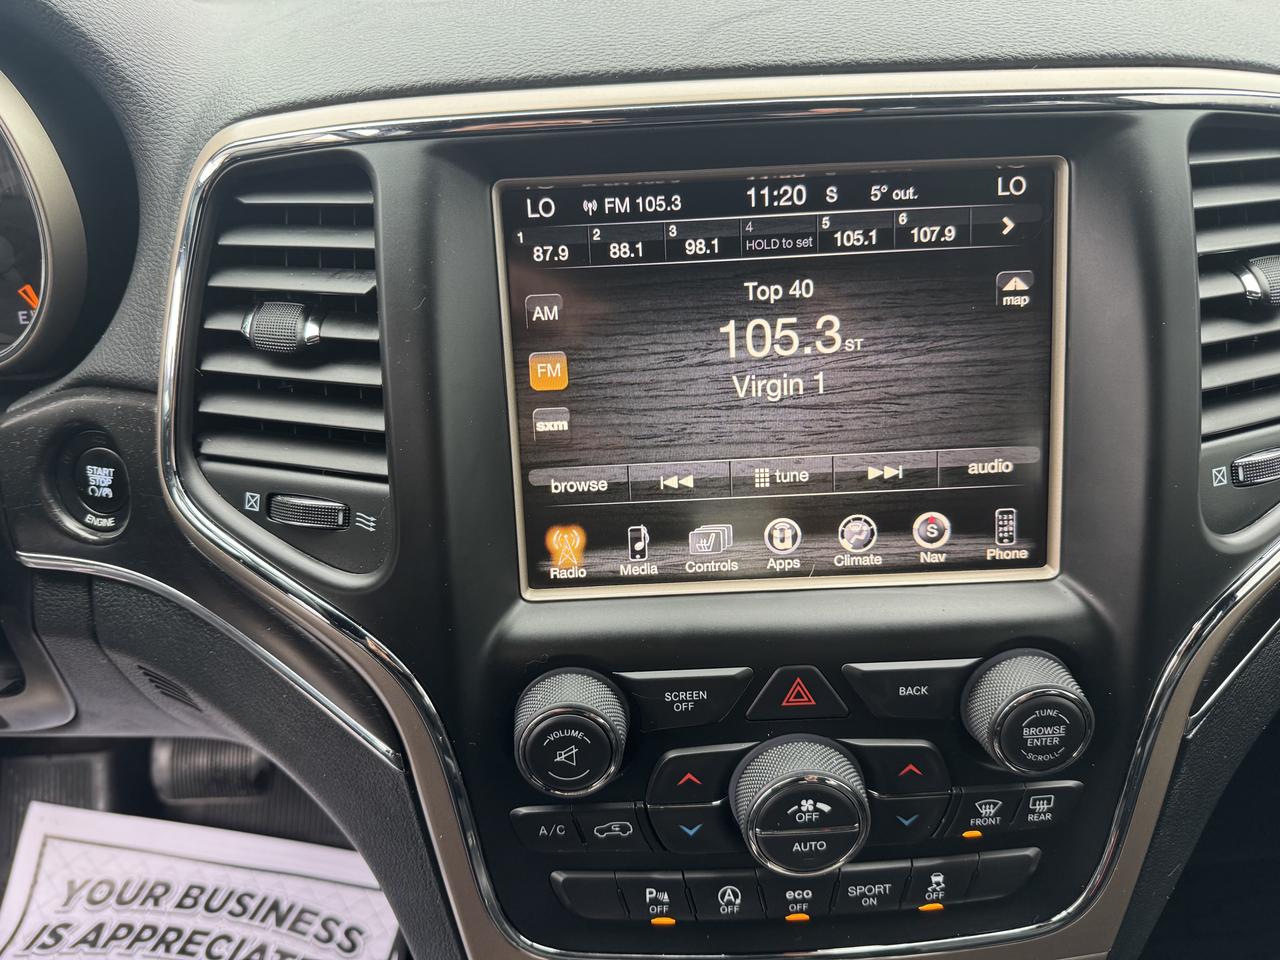 LO FM 105.3 11:20 S 5° out. LO
1 87.9 2 88.1 3 98.1 4 HOLD to set 5 105.1 6 107.9
Top 40
map
AM
105.3 ST
FM
Virgin 1
sxm
browse tune audio
Radio Media Controls Apps Climate Nav Phone
E
START
STOP
ENGINE
SCREEN
OFF
BACK
VOLUME
TUNE
BROWSE
ENTER
SCROLL
A/C
OFF
AUTO
FRONT
REAR
P OFF
A OFF
eco
OFF
SPORT
ON
OFF
YOUR BUSINESS
IS APPRECIAT